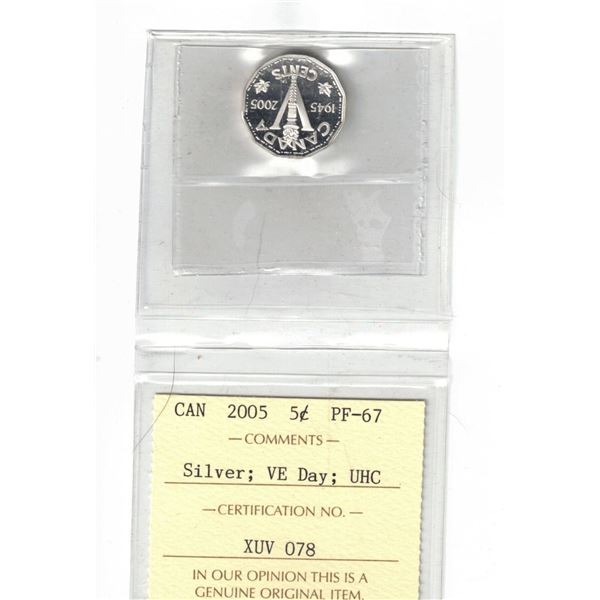 CENTS
1945 2005
V
CANADA
CAN 2005 5¢ PF-67
— COMMENTS —
Silver; VE Day; UHC
— CERTIFICATION NO. —
XUV 078
IN OUR OPINION THIS IS A
GENUINE ORIGINAL ITEM.